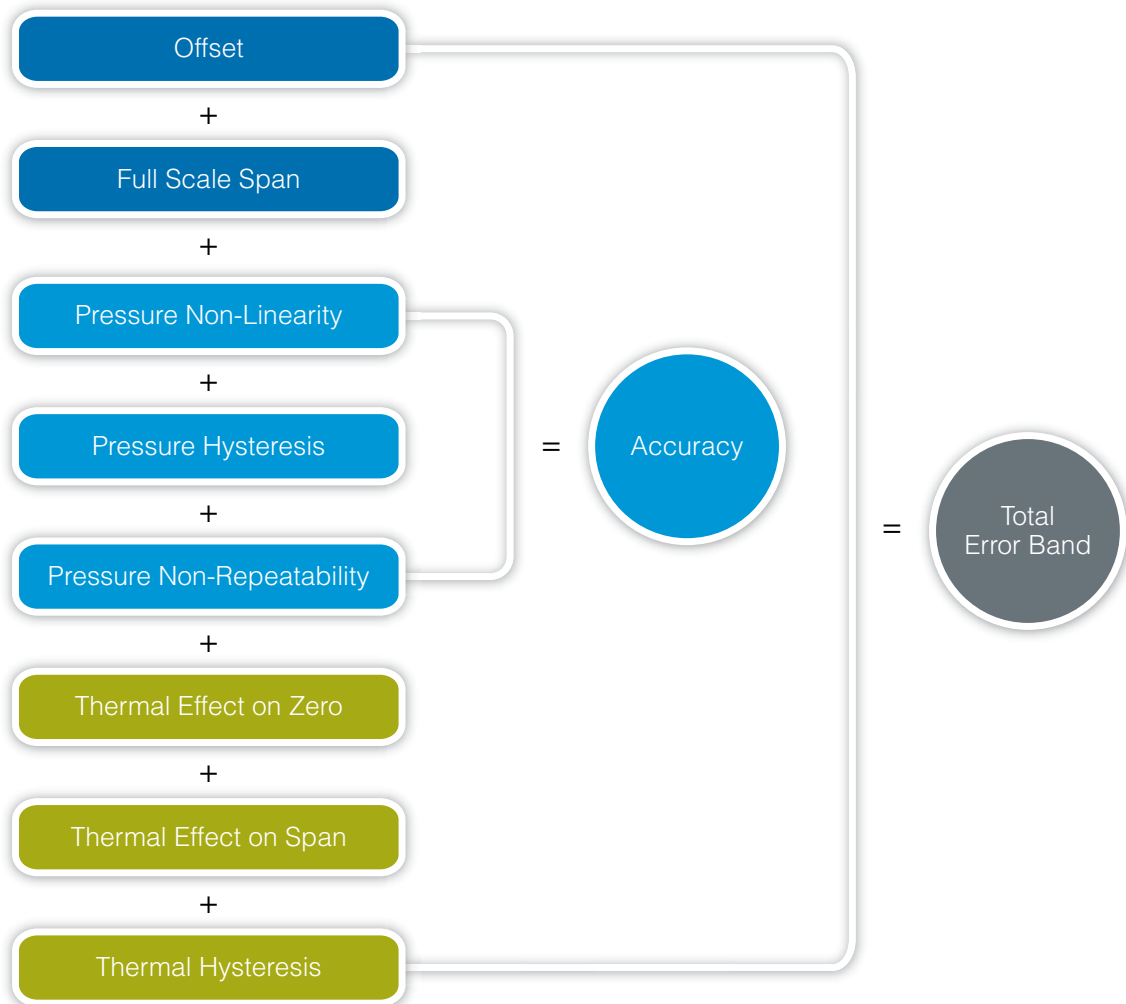 Offset
+
Full Scale Span
+
Pressure Non-Linearity
+
Pressure Hysteresis
+
Pressure Non-Repeatability
+
Thermal Effect on Zero
+
Thermal Effect on Span
+
Thermal Hysteresis
=
Accuracy
=
Total
Error Band